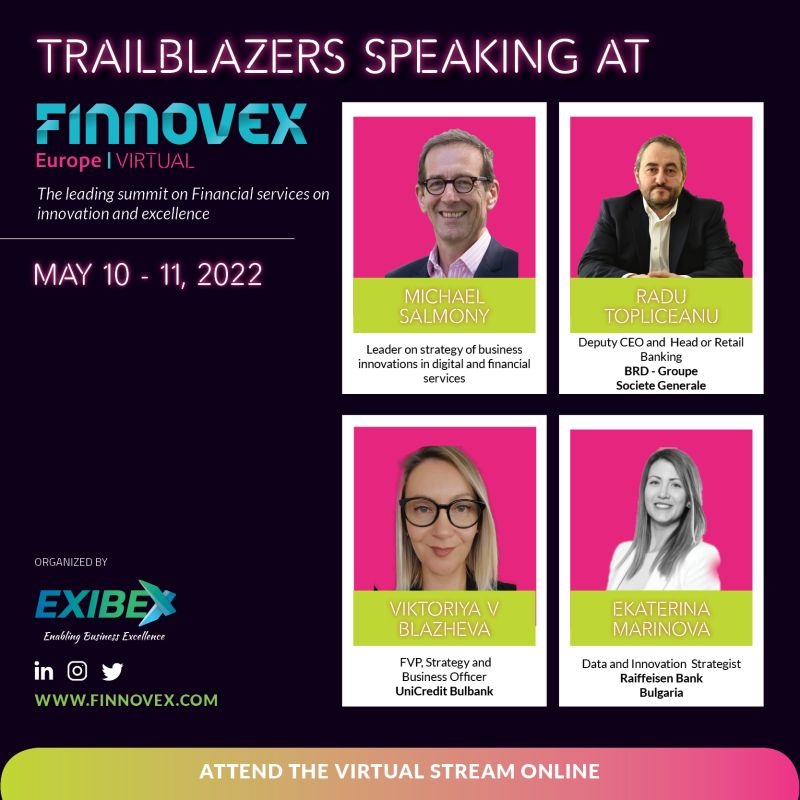 TRAILBLAZERS SPEAKING AT
FINNOVEX
Europe | VIRTUAL
The leading summit on Financial services on
innovation and excellence
MAY 10 - 11, 2022
MICHAEL
SALMONY
Leader on strategy of business
innovations in digital and financial
services
RADU
TOPLICEANU
Deputy CEO and Head or Retail
Banking
BRD - Groupe
Societe Generale
VIKTORIYA V
BLAZHEVA
FVP, Strategy and
Business Officer
UniCredit Bulbank
EKATERINA
MARINOVA
Data and Innovation Strategist
Raiffeisen Bank
Bulgaria
ORGANIZED BY
EXIBEX
Enabling Business Excellence
in
WWW.FINNOVEX.COM
ATTEND THE VIRTUAL STREAM ONLINE